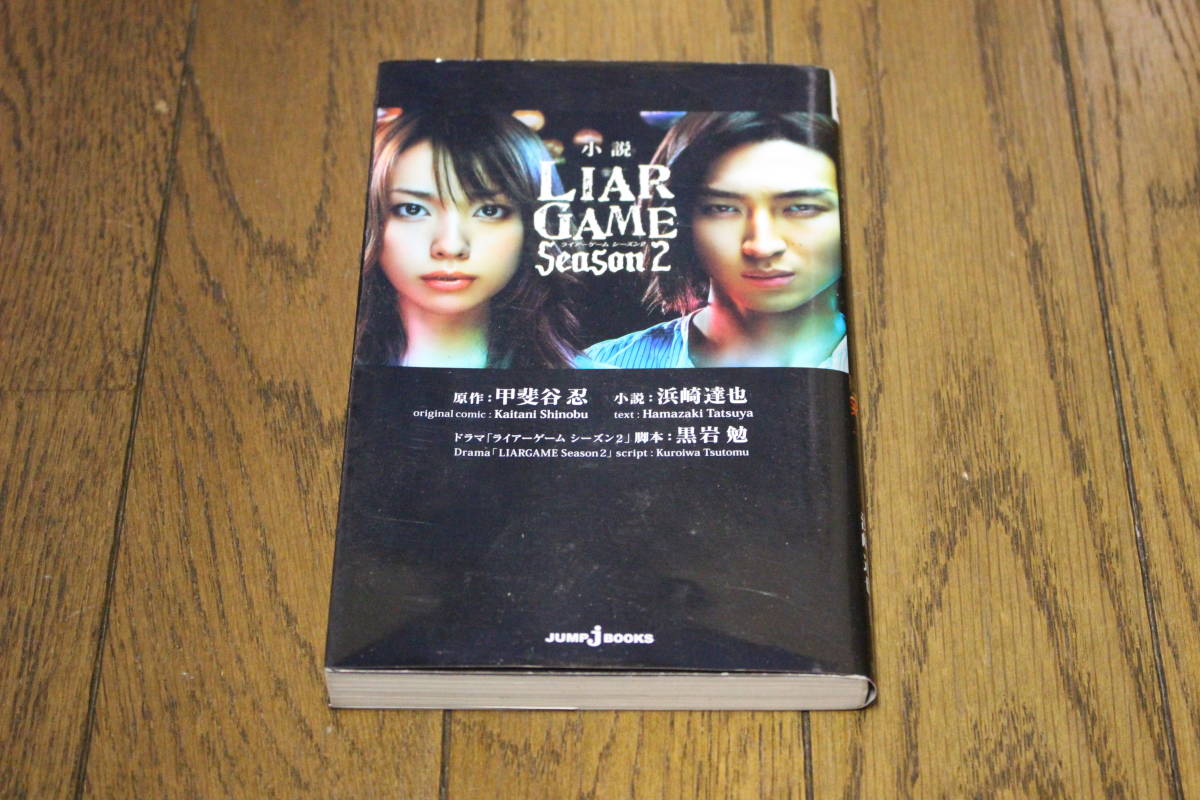 小説
LIAR
GAME
ライアーゲーム シーズン2
Season 2
原作：甲斐谷 忍 小説：浜崎達也
original comic : Kaitani Shinobu text : Hamazaki Tatsuya
ドラマ「ライアーゲーム シーズン2」脚本：黒岩 勉
Drama「LIARGAME Season2」script : Kuroiwa Tsutomu
JUMP j BOOKS